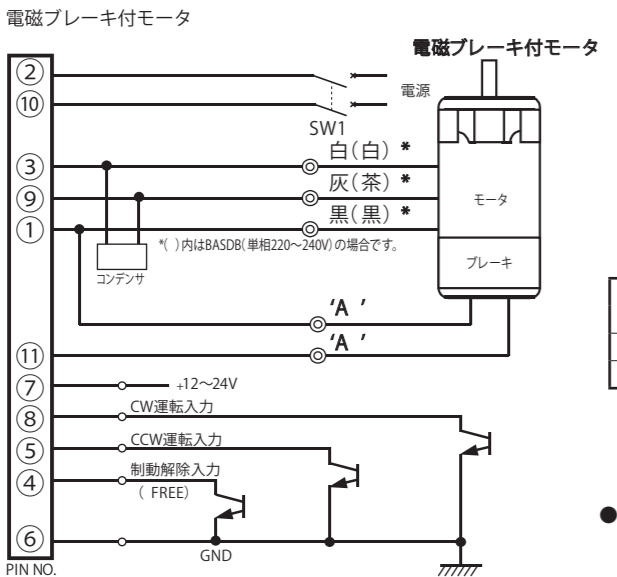 電磁ブレーキ付モータ
電磁ブレーキ付モータ
②
⑩
電源
SW1
③
白(白) *
⑨
灰(茶) *
①
黒(黒) *
モータ
*( )内はBASDB(単相220～240V)の場合です。
コンデンサ
ブレーキ
'A '
'A '
⑪
⑦
+12～24V
⑧
CW運転入力
⑤
CCW運転入力
④
制動解除入力
( FREE)
⑥
GND
PIN NO.